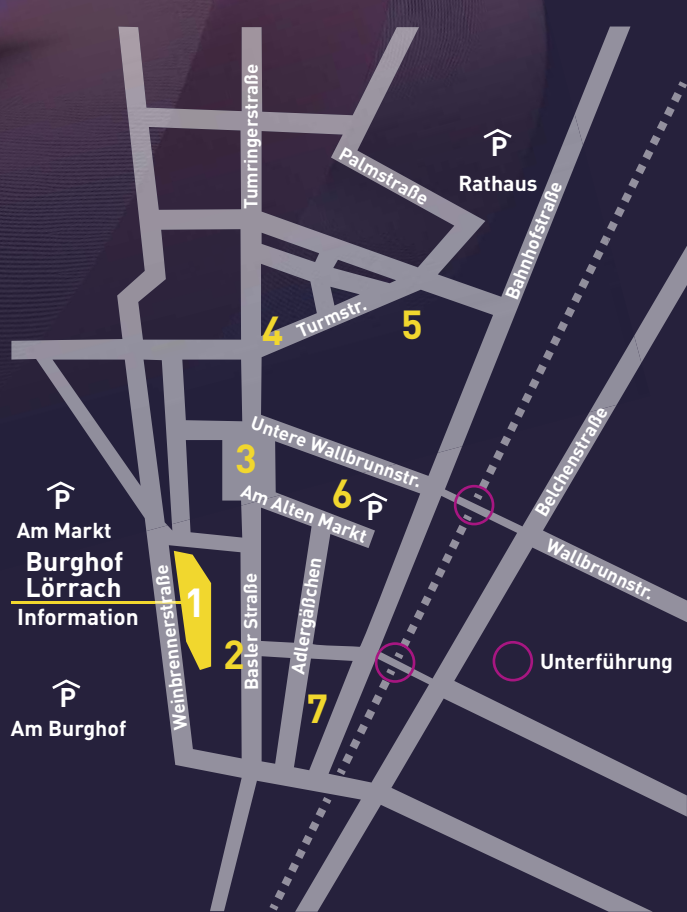 Tumringerstraße
Palmstraße
P
Rathaus
Bahnhofstraße
4
Turmstr.
5
Untere Wallbrunnstr.
3
Belchenstraße
P
Am Markt
6
P
Am Alten Markt
Burghof
Lörrach
Information
1
Wallbrunnstr.
Weinbrennerstraße
Basler Straße
Adlergäßchen
2
Unterführung
P
Am Burghof
7